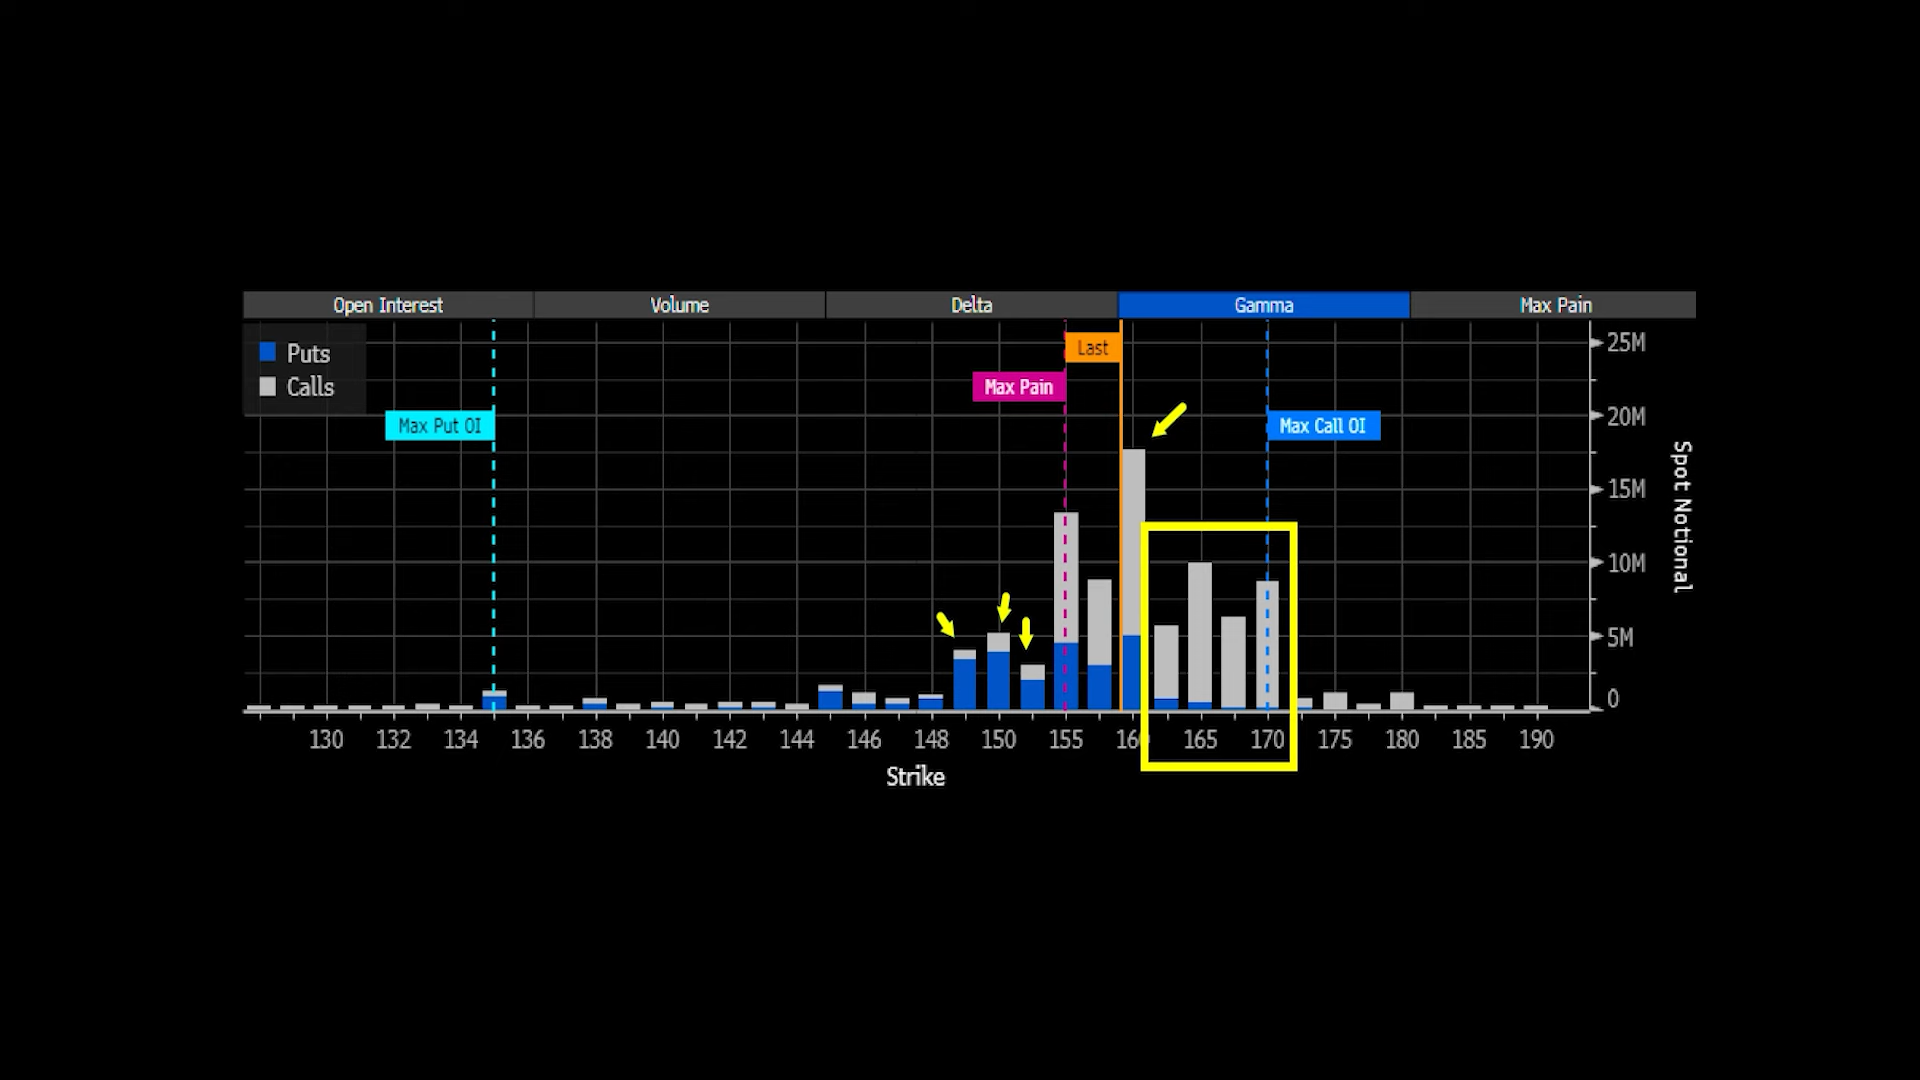 Open Interest Volume Delta Gamma Max Pain
Puts
Calls
Last
Max Pain
Max Put OI
Max Call OI
25M
20M
15M
10M
5M
0
Spot Notional
130 132 134 136 138 140 142 144 146 148 150 155 160 165 170 175 180 185 190
Strike